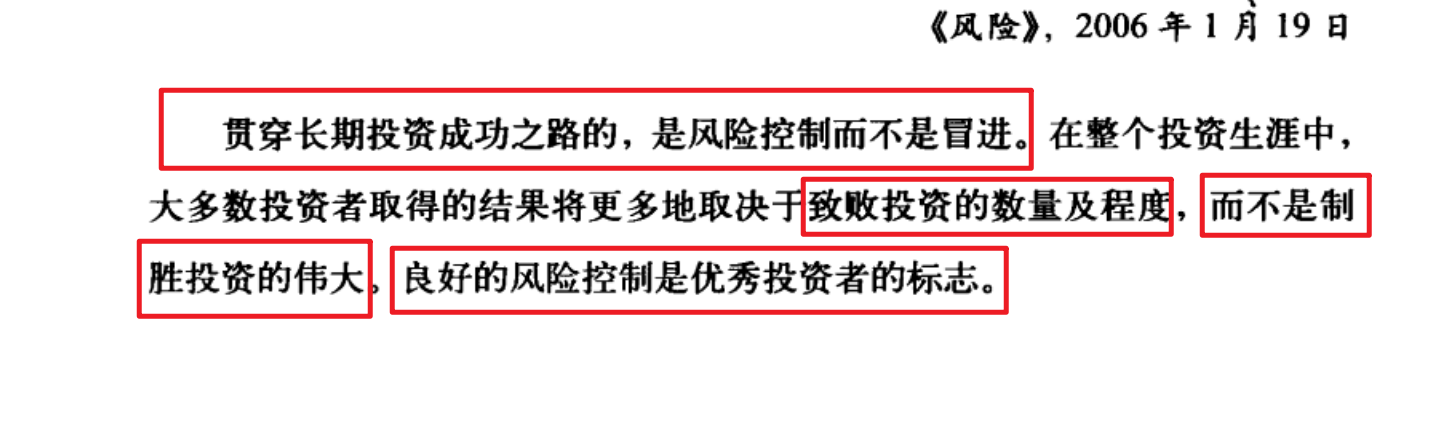 《风险》，2006 年 1 月 19 日
贯穿长期投资成功之路的，是风险控制而不是冒进。在整个投资生涯中，
大多数投资者取得的结果将更多地取决于致败投资的数量及程度，而不是制
胜投资的伟大。良好的风险控制是优秀投资者的标志。